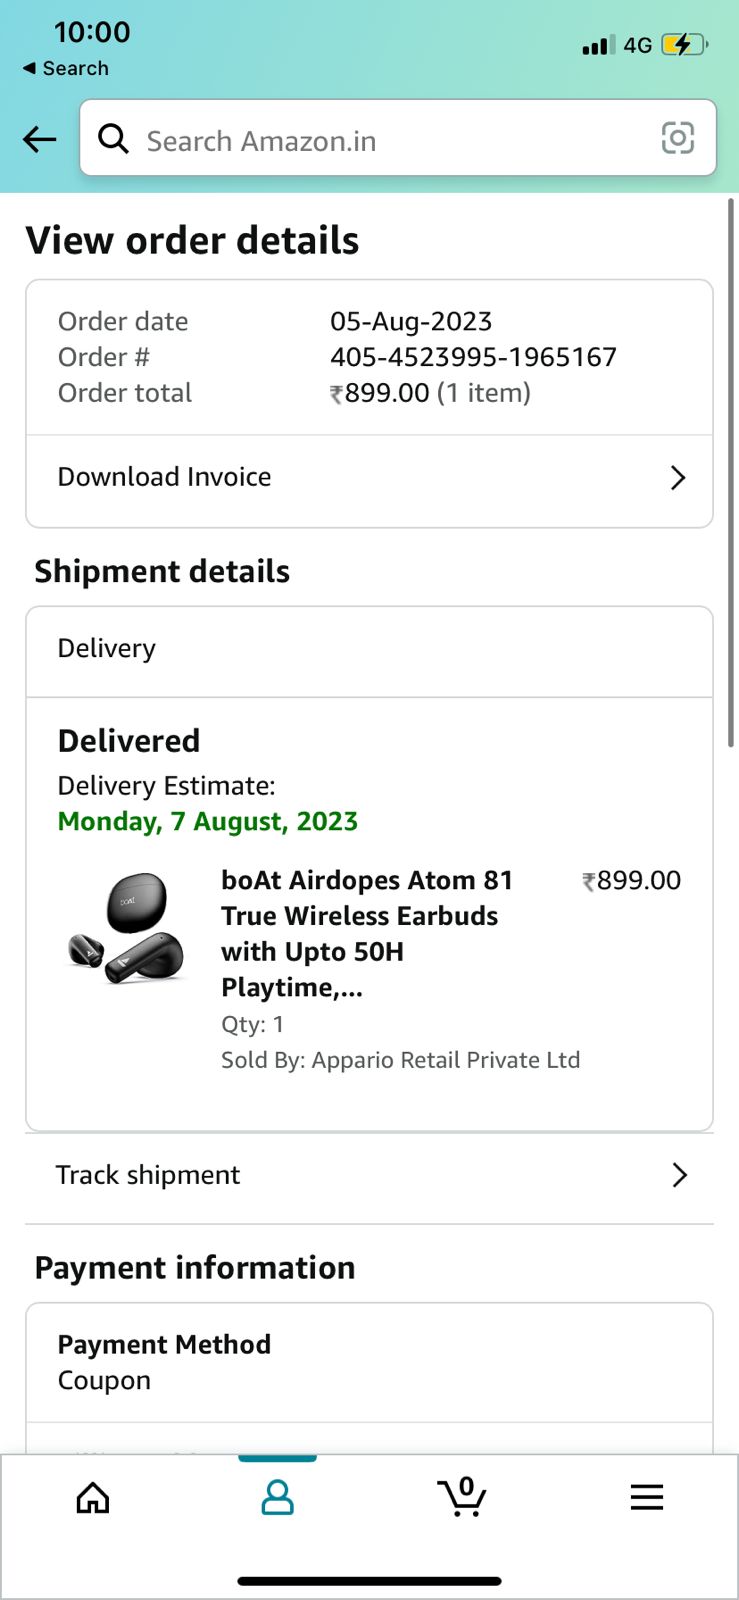 10:00
4G
◀ Search
Search Amazon.in
View order details
Order date 05-Aug-2023
Order # 405-4523995-1965167
Order total ₹899.00 (1 item)
Download Invoice
Shipment details
Delivery
Delivered
Delivery Estimate:
Monday, 7 August, 2023
boAt Airdopes Atom 81 ₹899.00
True Wireless Earbuds
with Upto 50H
Playtime,...
Qty: 1
Sold By: Appario Retail Private Ltd
boAt
Track shipment
Payment information
Payment Method
Coupon
0